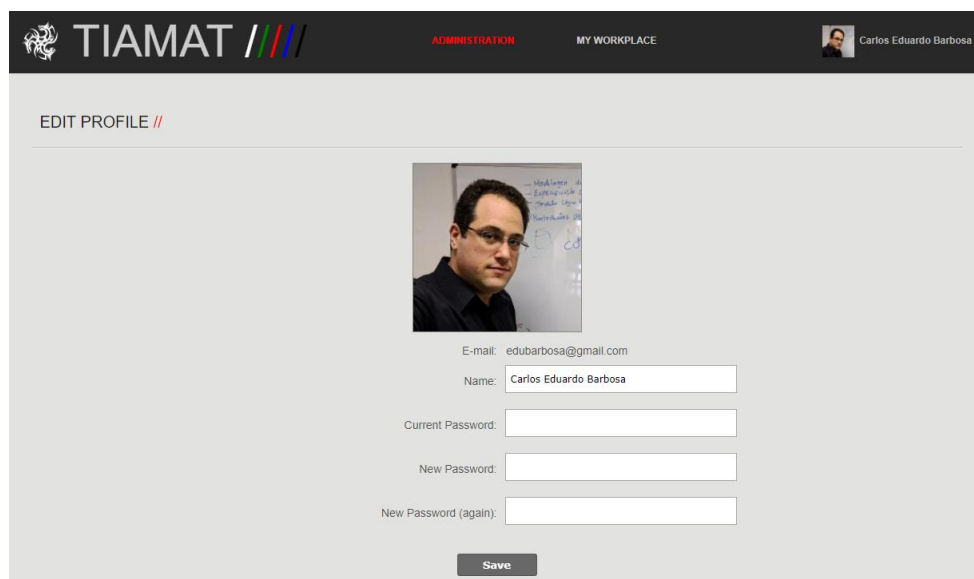 TIAMAT /////
ADMINISTRATION
MY WORKPLACE
Carlos Eduardo Barbosa
EDIT PROFILE //
E-mail: edubarbosa@gmail.com
Name: Carlos Eduardo Barbosa
Current Password:
New Password:
New Password (again):
Save